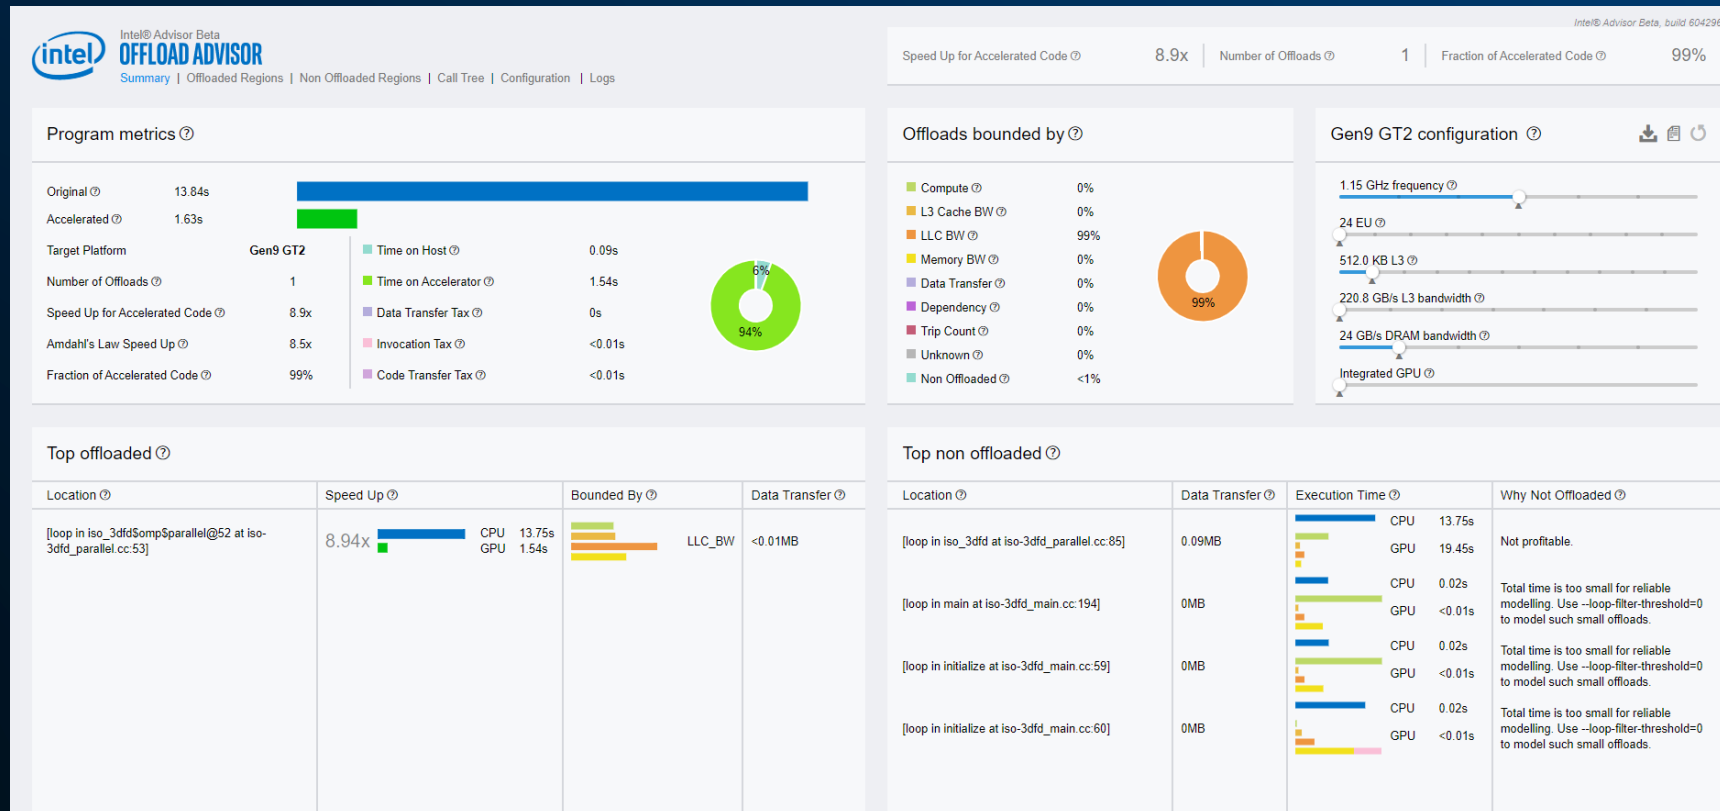 Intel® Advisor Beta, build 604296
intel
Intel® Advisor Beta
OFFLOAD ADVISOR
Summary | Offloaded Regions | Non Offloaded Regions | Call Tree | Configuration | Logs
Speed Up for Accelerated Code 8.9x Number of Offloads 1 Fraction of Accelerated Code 99%
Program metrics
Original 13.84s
Accelerated 1.63s
Target Platform Gen9 GT2
Number of Offloads 1
Speed Up for Accelerated Code 8.9x
Amdahl's Law Speed Up 8.5x
Fraction of Accelerated Code 99%
Time on Host 0.09s
Time on Accelerator 1.54s
Data Transfer Tax 0s
Invocation Tax <0.01s
Code Transfer Tax <0.01s
6%
94%
Offloads bounded by
Compute 0%
L3 Cache BW 0%
LLC BW 99%
Memory BW 0%
Data Transfer 0%
Dependency 0%
Trip Count 0%
Unknown 0%
Non Offloaded <1%
99%
Gen9 GT2 configuration
1.15 GHz frequency
24 EU
512.0 KB L3
220.8 GB/s L3 bandwidth
24 GB/s DRAM bandwidth
Integrated GPU
Top offloaded
Location Speed Up Bounded By Data Transfer
[loop in iso_3dfd$omp$parallel@52 at iso-
3dfd_parallel.cc:53]
8.94x
CPU 13.75s
GPU 1.54s
LLC_BW
<0.01MB
Top non offloaded
Location Data Transfer Execution Time Why Not Offloaded
[loop in iso_3dfd at iso-3dfd_parallel.cc:85] 0.09MB
CPU 13.75s
GPU 19.45s
Not profitable.
[loop in main at iso-3dfd_main.cc:194] 0MB
CPU 0.02s
GPU <0.01s
Total time is too small for reliable
modelling. Use --loop-filter-threshold=0
to model such small offloads.
[loop in initialize at iso-3dfd_main.cc:59] 0MB
CPU 0.02s
GPU <0.01s
Total time is too small for reliable
modelling. Use --loop-filter-threshold=0
to model such small offloads.
[loop in initialize at iso-3dfd_main.cc:60] 0MB
CPU 0.02s
GPU <0.01s
Total time is too small for reliable
modelling. Use --loop-filter-threshold=0
to model such small offloads.